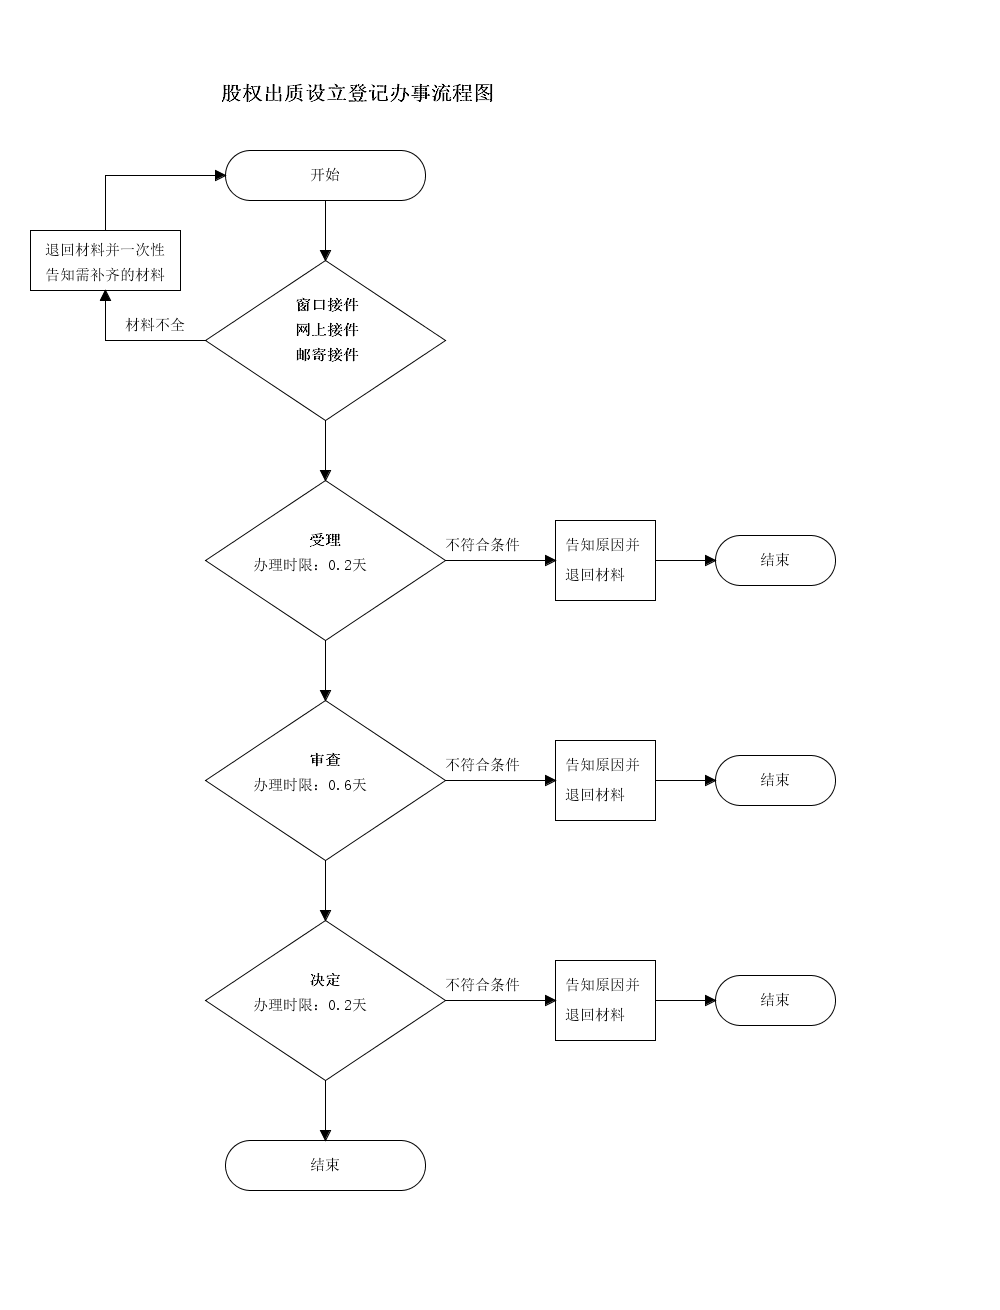 股权出质设立登记办事流程图
开始
退回材料并一次性
告知需补齐的材料
材料不全
窗口接件
网上接件
邮寄接件
受理
办理时限：0.2天
不符合条件
告知原因并
退回材料
结束
审查
办理时限：0.6天
不符合条件
告知原因并
退回材料
结束
决定
办理时限：0.2天
不符合条件
告知原因并
退回材料
结束
结束